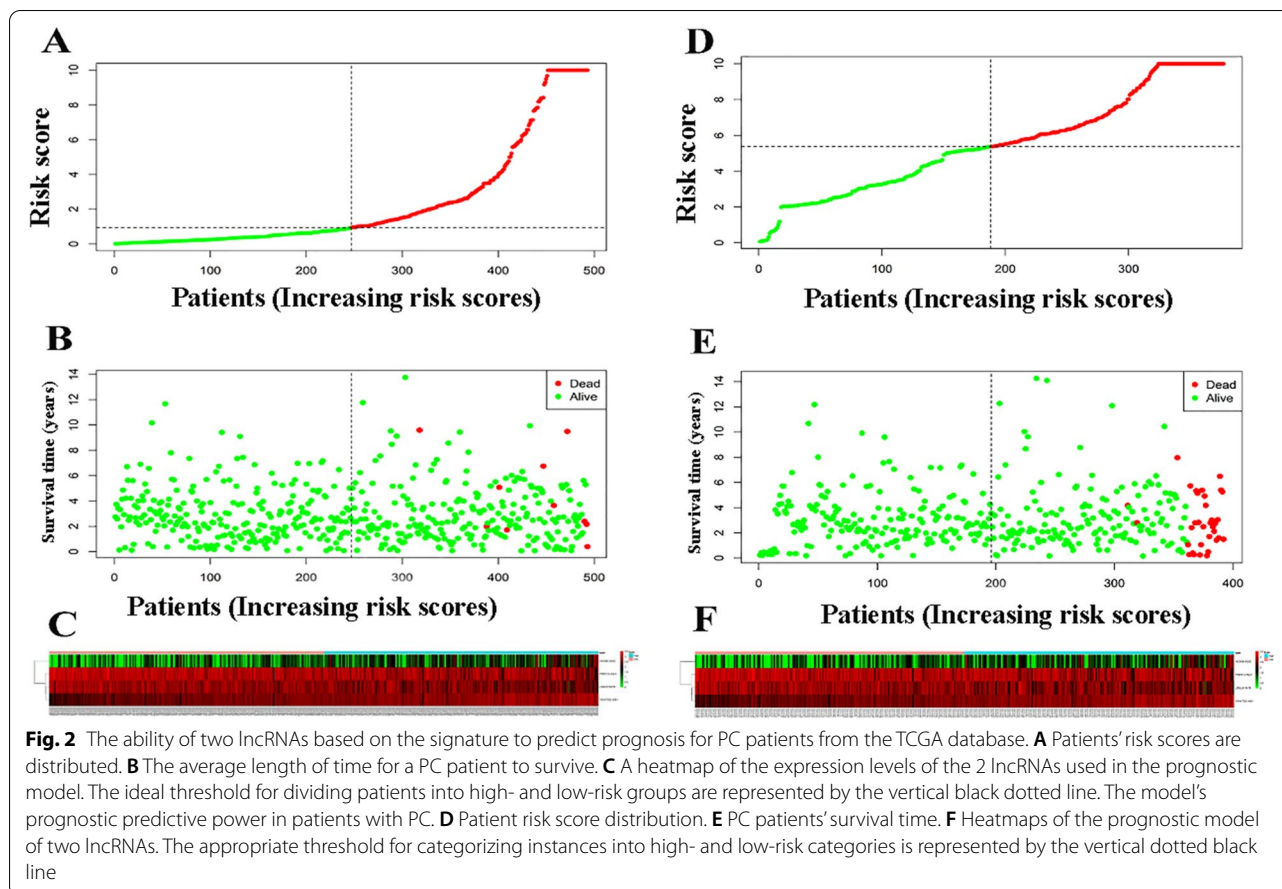 A
Risk score
10
8
6
4
2
0
0 100 200 300 400 500
Patients (Increasing risk scores)
D
Risk score
10
8
6
4
2
0
0 100 200 300
Patients (Increasing risk scores)
B
Survival time (years)
14
12
10
8
6
4
2
0
Dead
Alive
0 100 200 300 400 500
Patients (Increasing risk scores)
E
Survival time (years)
14
12
10
8
6
4
2
0
Dead
Alive
0 100 200 300 400
Patients (Increasing risk scores)
C
F
Fig. 2 The ability of two lncRNAs based on the signature to predict prognosis for PC patients from the TCGA database. A Patients' risk scores are
distributed. B The average length of time for a PC patient to survive. C A heatmap of the expression levels of the 2 lncRNAs used in the prognostic
model. The ideal threshold for dividing patients into high- and low-risk groups are represented by the vertical black dotted line. The model's
prognostic predictive power in patients with PC. D Patient risk score distribution. E PC patients' survival time. F Heatmaps of the prognostic model
of two lncRNAs. The appropriate threshold for categorizing instances into high- and low-risk categories is represented by the vertical dotted black
line